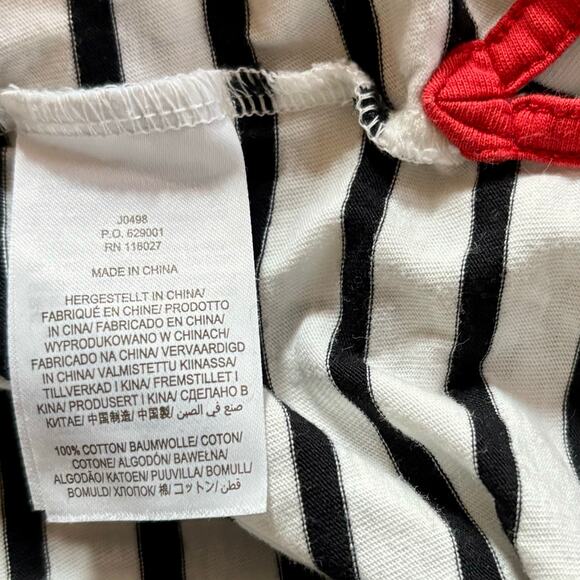 J0498
P.O. 629001
RN 116027
MADE IN CHINA
HERGESTELLT IN CHINA/
FABRIQUÉ EN CHINE/ PRODOTTO
IN CINA/ FABRICADO EN CHINA/
WYPRODUKOWANO W CHINACH/
FABRICADO NA CHINA/ VERVAARDIGD
IN CHINA/ VALMISTETTU KIINASSA/
TILLVERKAD I KINA/ FREMSTILLET I
KINA/ PRODUSERT I KINA/ СДЕЛАНО В
КИТАЕ/ 中国制造/ 中国製/ صنع في الصين
100% COTTON/ BAUMWOLLE/ COTON/
COTONE/ ALGODÓN/ BAWEŁNA/
ALGODÃO/ KATOEN/ PUUVILLA/ BOMULL/
BOMULD/ ХЛОПОК/ 棉/ コットン/ قطن